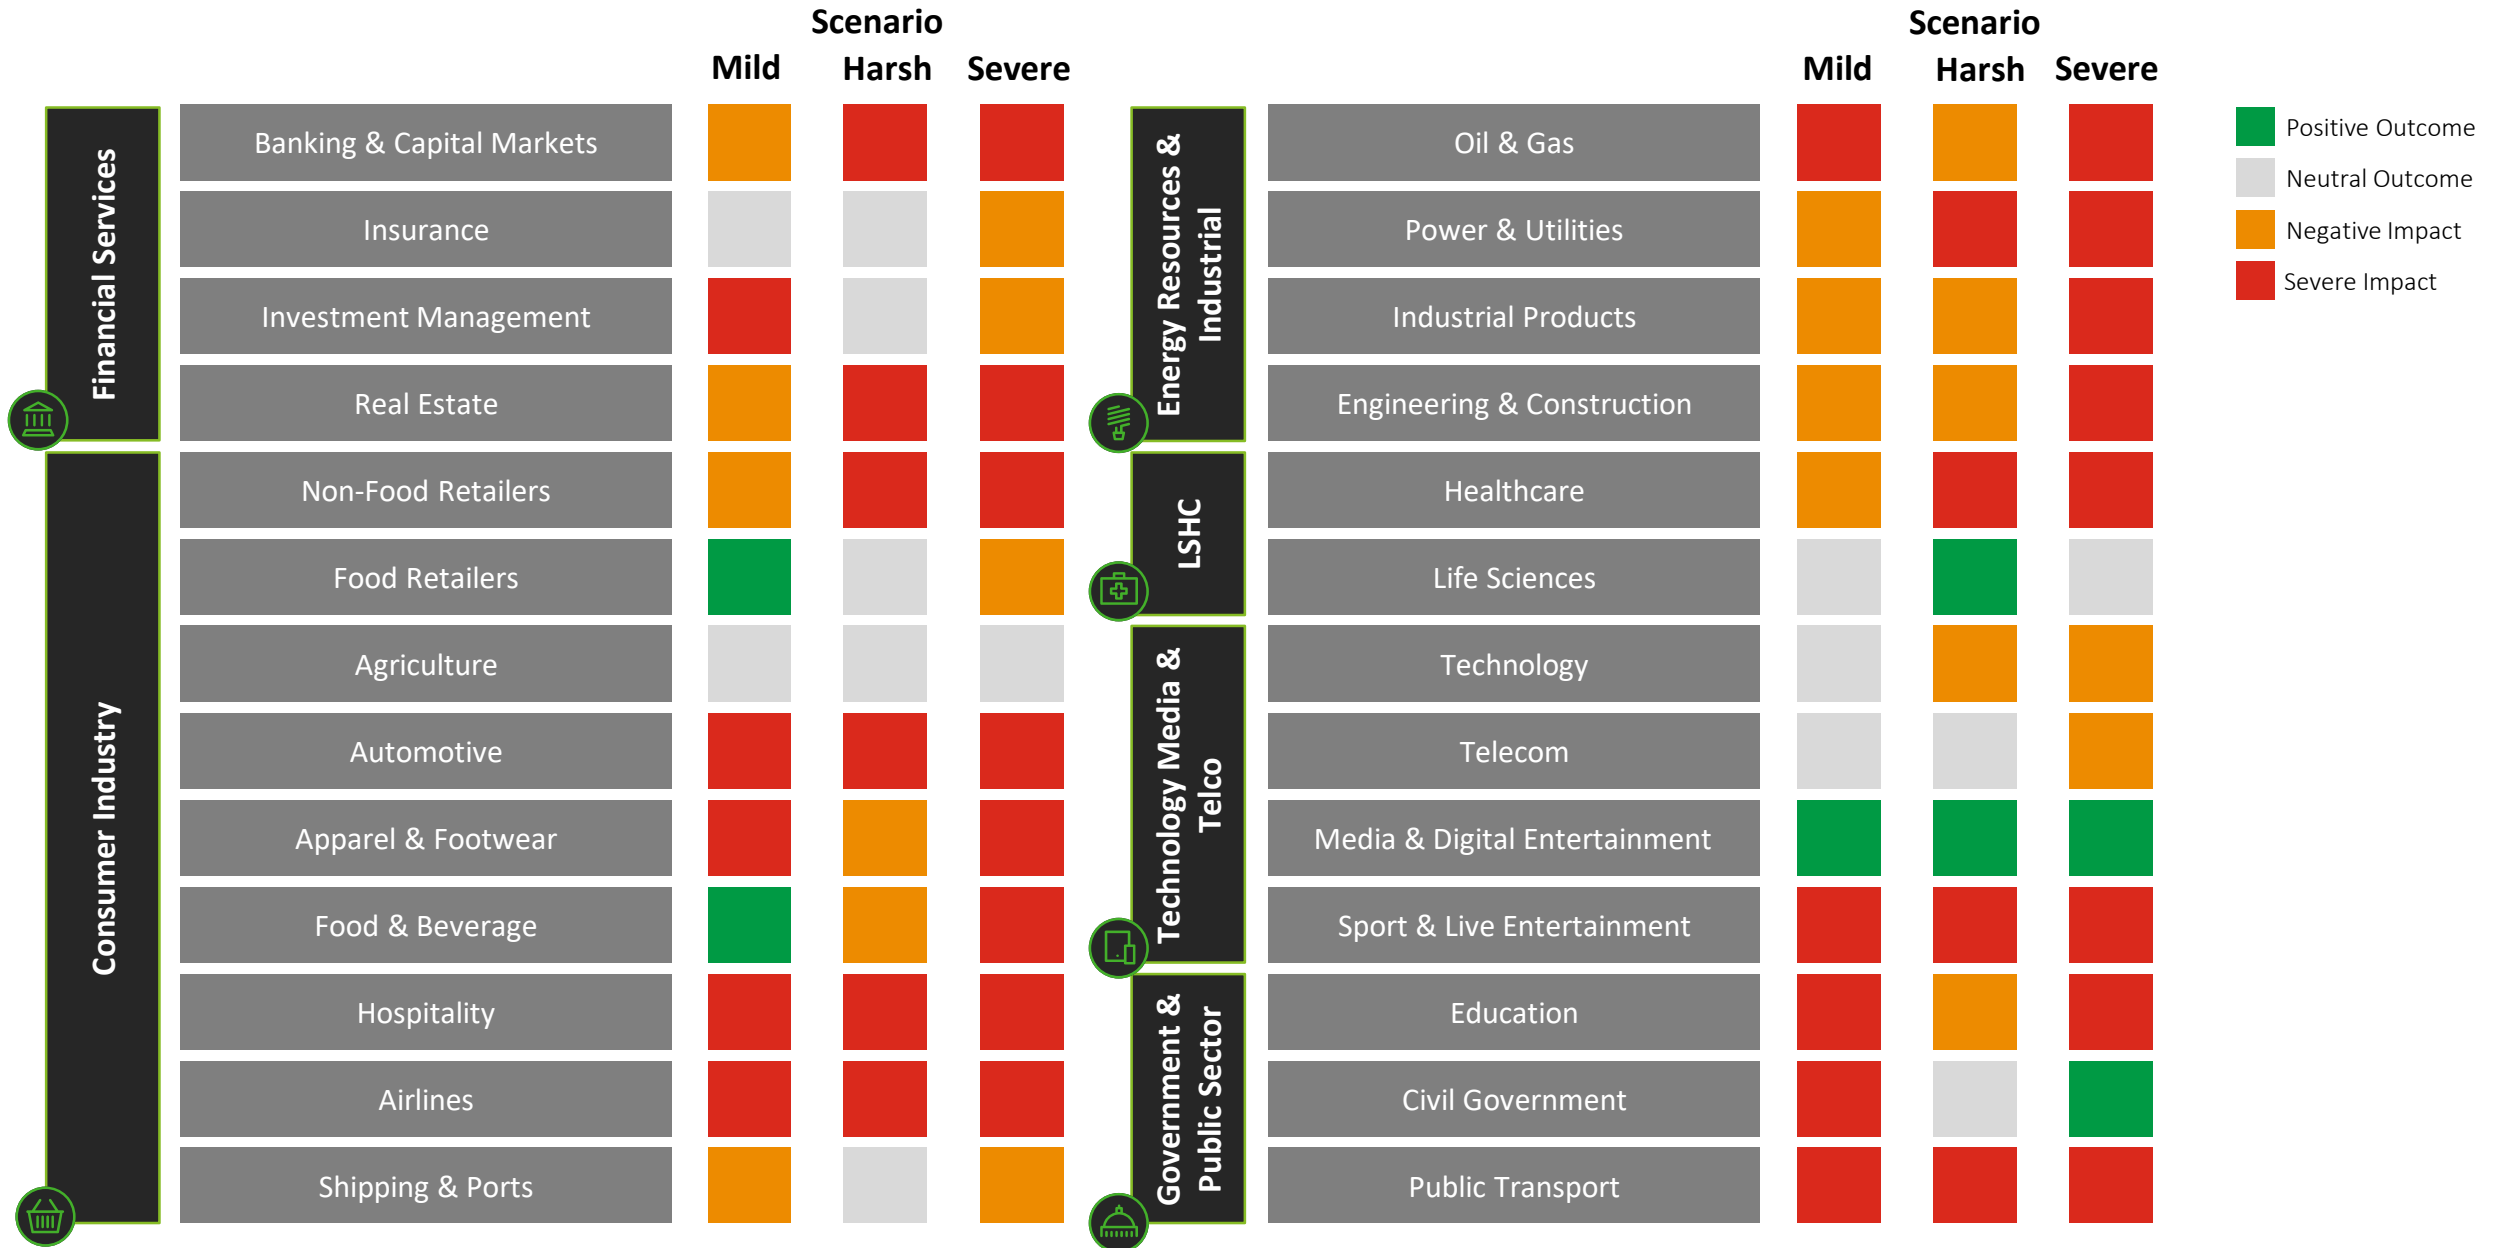 Scenario
Mild Harsh Severe
Financial Services
Banking & Capital Markets
Insurance
Investment Management
Real Estate
Consumer Industry
Non-Food Retailers
Food Retailers
Agriculture
Automotive
Apparel & Footwear
Food & Beverage
Hospitality
Airlines
Shipping & Ports
Scenario
Mild Harsh Severe
Energy Resources &
Industrial
Oil & Gas
Power & Utilities
Industrial Products
Engineering & Construction
LSHC
Healthcare
Life Sciences
Technology Media &
Telco
Technology
Telecom
Media & Digital Entertainment
Sport & Live Entertainment
Government &
Public Sector
Education
Civil Government
Public Transport
Positive Outcome
Neutral Outcome
Negative Impact
Severe Impact